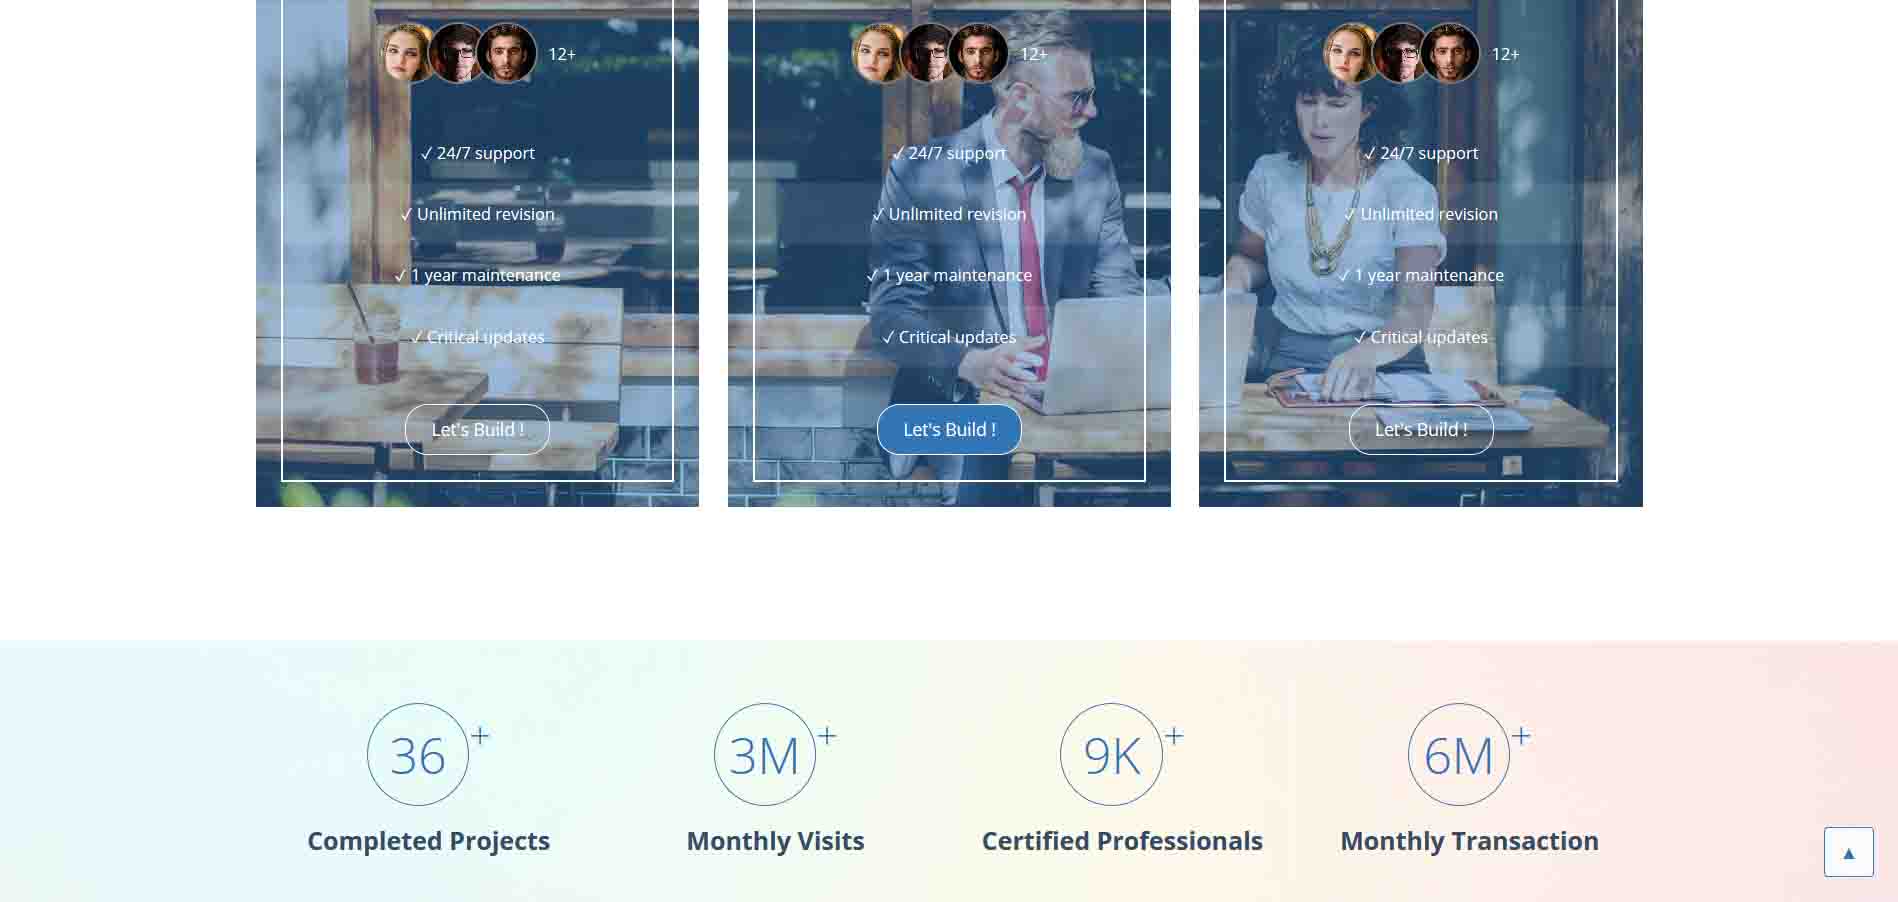 12+
✓ 24/7 support
✓ Unlimited revision
✓ 1 year maintenance
✓ Critical updates
Let's Build !
12+
✓ 24/7 support
✓ Unlimited revision
✓ 1 year maintenance
✓ Critical updates
Let's Build !
12+
✓ 24/7 support
✓ Unlimited revision
✓ 1 year maintenance
✓ Critical updates
Let's Build !
36+
Completed Projects
3M+
Monthly Visits
9K+
Certified Professionals
6M+
Monthly Transaction
▲